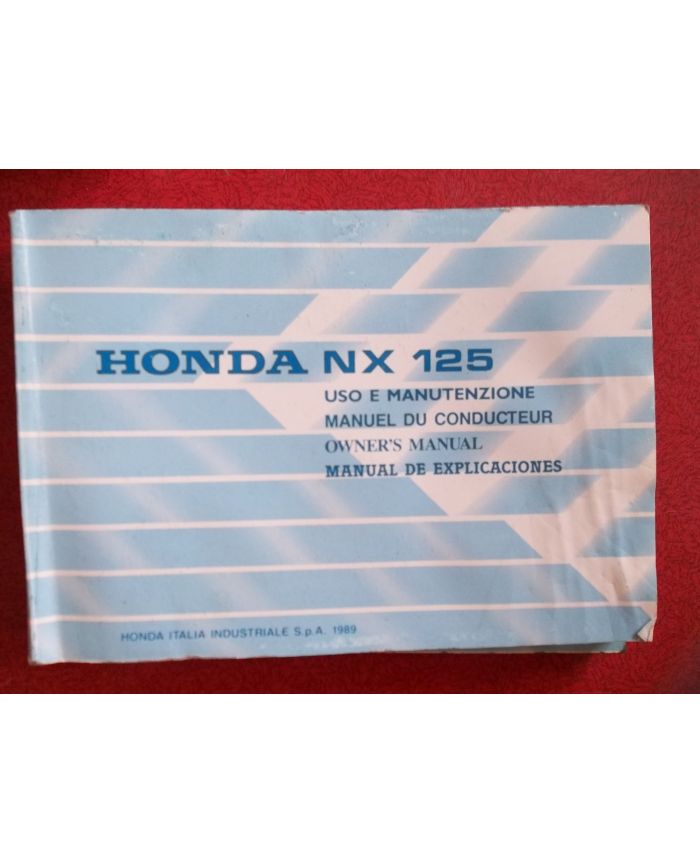 HONDA NX 125
USO E MANUTENZIONE
MANUEL DU CONDUCTEUR
OWNER'S MANUAL
MANUAL DE EXPLICACIONES
HONDA ITALIA INDUSTRIALE S.p.A. 1989